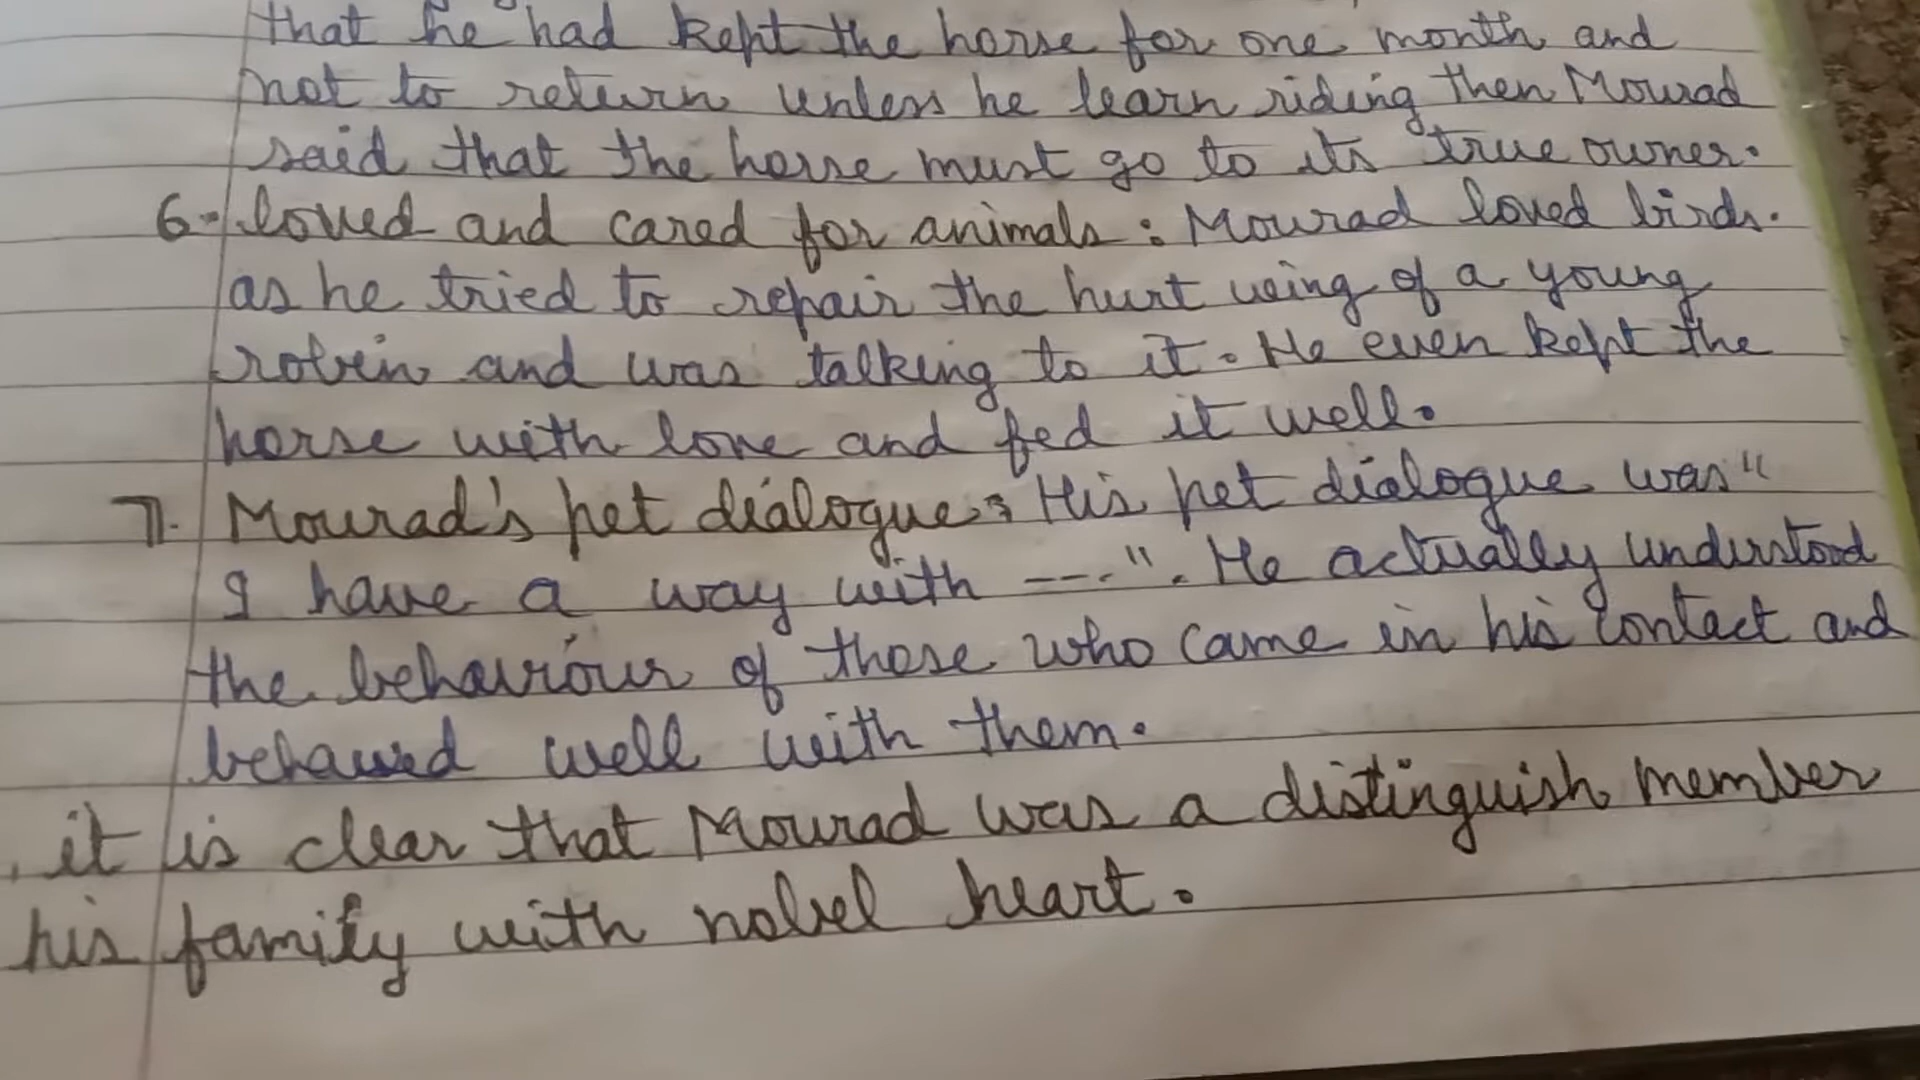 that he had kept the horse for one month and
not to return unless he learn riding then Mourad
said that the horse must go to its true owner.
6. loved and cared for animals : Mourad loved birds.
as he tried to repair the hurt wing of a young
robin and was talking to it. He even kept the
horse with love and fed it well.
7. Mourad's pet dialogue : His pet dialogue was "
I have a way with ---.". He actually understood
the behaviour of those who came in his contact and
behaved well with them.
, it is clear that Mourad was a distinguish member
his family with nobel heart.